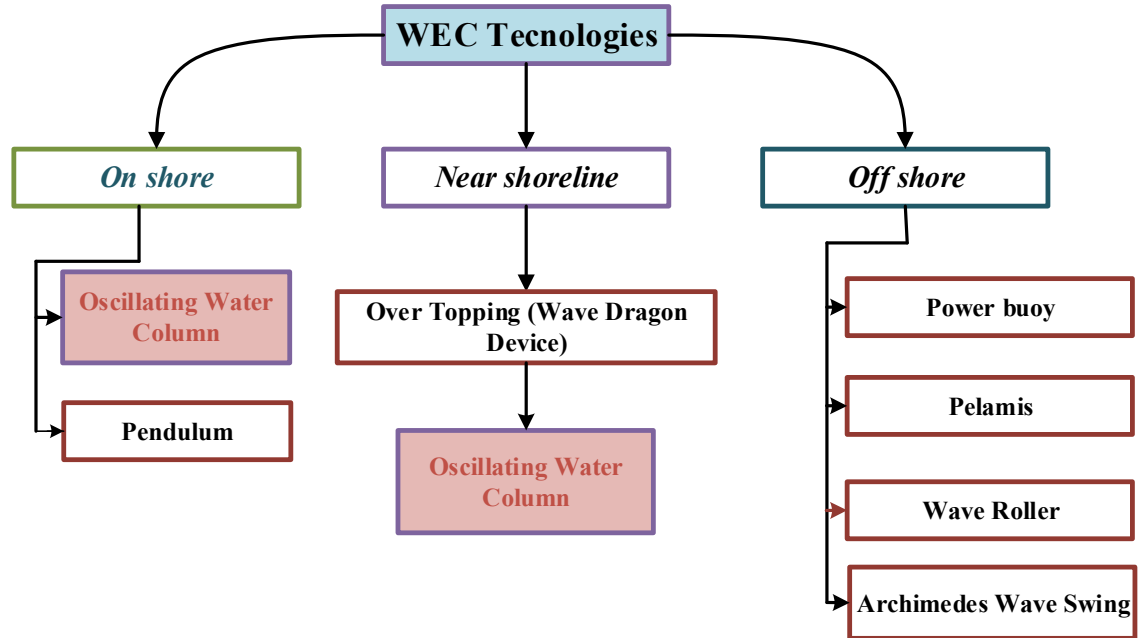 WEC Tecnologies
On shore
Near shoreline
Off shore
Oscillating Water
Column
Pendulum
Over Topping (Wave Dragon
Device)
Oscillating Water
Column
Power buoy
Pelamis
Wave Roller
Archimedes Wave Swing